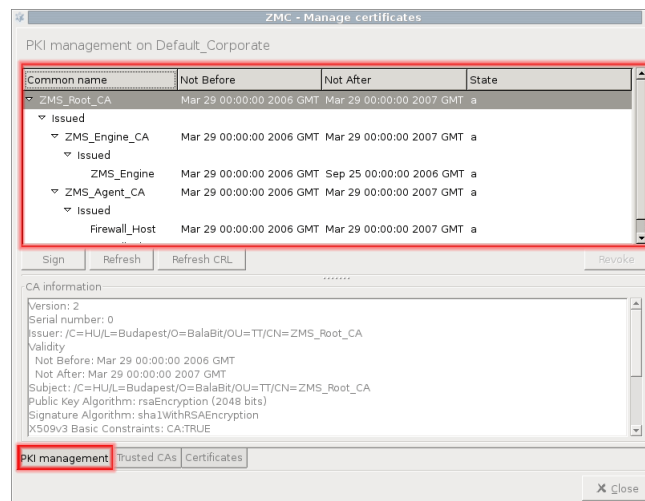 ZMC - Manage certificates
PKI management on Default_Corporate
Common name Not Before Not After State
ZMS_Root_CA Mar 29 00:00:00 2006 GMT Mar 29 00:00:00 2007 GMT a
Issued
ZMS_Engine_CA Mar 29 00:00:00 2006 GMT Mar 29 00:00:00 2007 GMT a
Issued
ZMS_Engine Mar 29 00:00:00 2006 GMT Sep 25 00:00:00 2006 GMT a
ZMS_Agent_CA Mar 29 00:00:00 2006 GMT Mar 29 00:00:00 2007 GMT a
Issued
Firewall_Host Mar 29 00:00:00 2006 GMT Mar 29 00:00:00 2007 GMT a
Sign Refresh Refresh CRL Revoke
CA information
Version: 2
Serial number: 0
Issuer: /C=HU/L=Budapest/O=BalaBit/OU=TT/CN=ZMS_Root_CA
Validity
Not Before: Mar 29 00:00:00 2006 GMT
Not After: Mar 29 00:00:00 2007 GMT
Subject: /C=HU/L=Budapest/O=BalaBit/OU=TT/CN=ZMS_Root_CA
Public Key Algorithm: rsaEncryption (2048 bits)
Signature Algorithm: sha1WithRSAEncryption
X509v3 Basic Constraints: CA:TRUE
PKI management Trusted CAs Certificates
Close